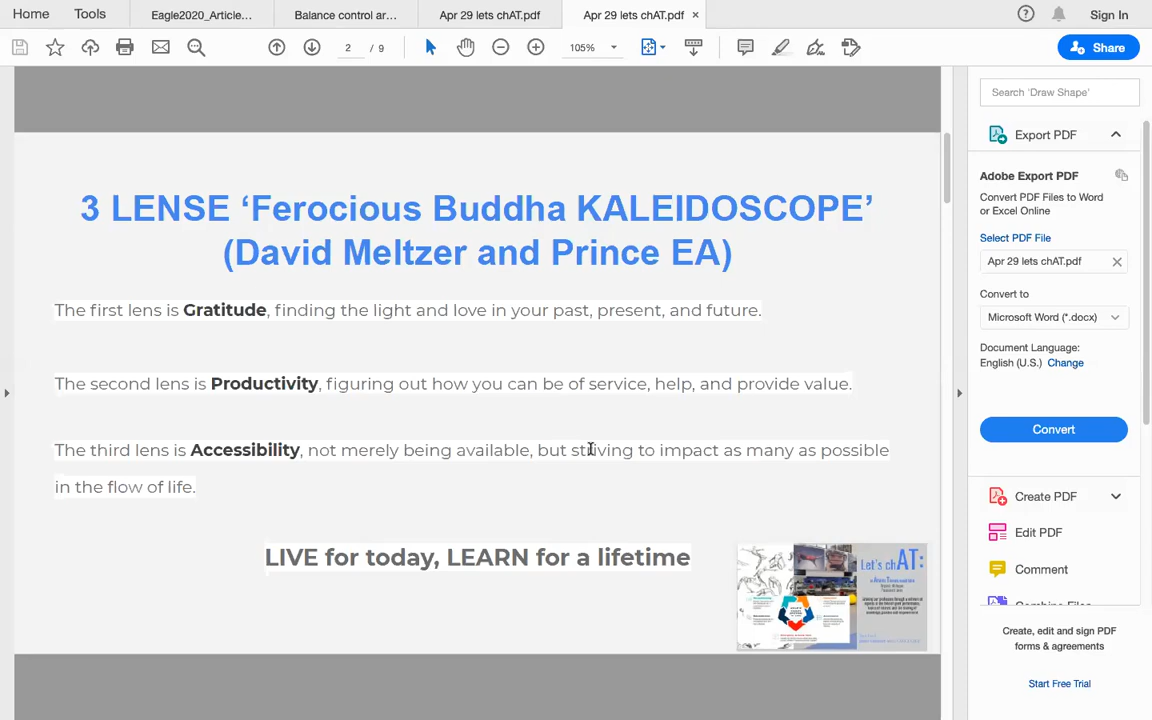 Home
Tools
Eagle2020_Article...
Balance control ar...
Apr 29 lets chAT.pdf
Apr 29 lets chAT.pdf ×
Sign In
2 / 9
105%
Share
3 LENSE ‘Ferocious Buddha KALEIDOSCOPE’
(David Meltzer and Prince EA)
The first lens is Gratitude, finding the light and love in your past, present, and future.
The second lens is Productivity, figuring out how you can be of service, help, and provide value.
The third lens is Accessibility, not merely being available, but striving to impact as many as possible
in the flow of life.
LIVE for today, LEARN for a lifetime
Let's chAT:
Search 'Draw Shape'
Export PDF
Adobe Export PDF
Convert PDF Files to Word
or Excel Online
Select PDF File
Apr 29 lets chAT.pdf
Convert to
Microsoft Word (*.docx)
Document Language:
English (U.S.) Change
Convert
Create PDF
Edit PDF
Comment
Combine Files
Create, edit and sign PDF
forms & agreements
Start Free Trial